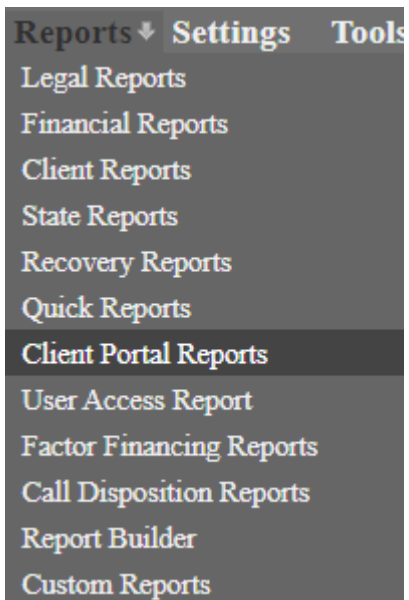 Reports Settings Tools
Legal Reports
Financial Reports
Client Reports
State Reports
Recovery Reports
Quick Reports
Client Portal Reports
User Access Report
Factor Financing Reports
Call Disposition Reports
Report Builder
Custom Reports